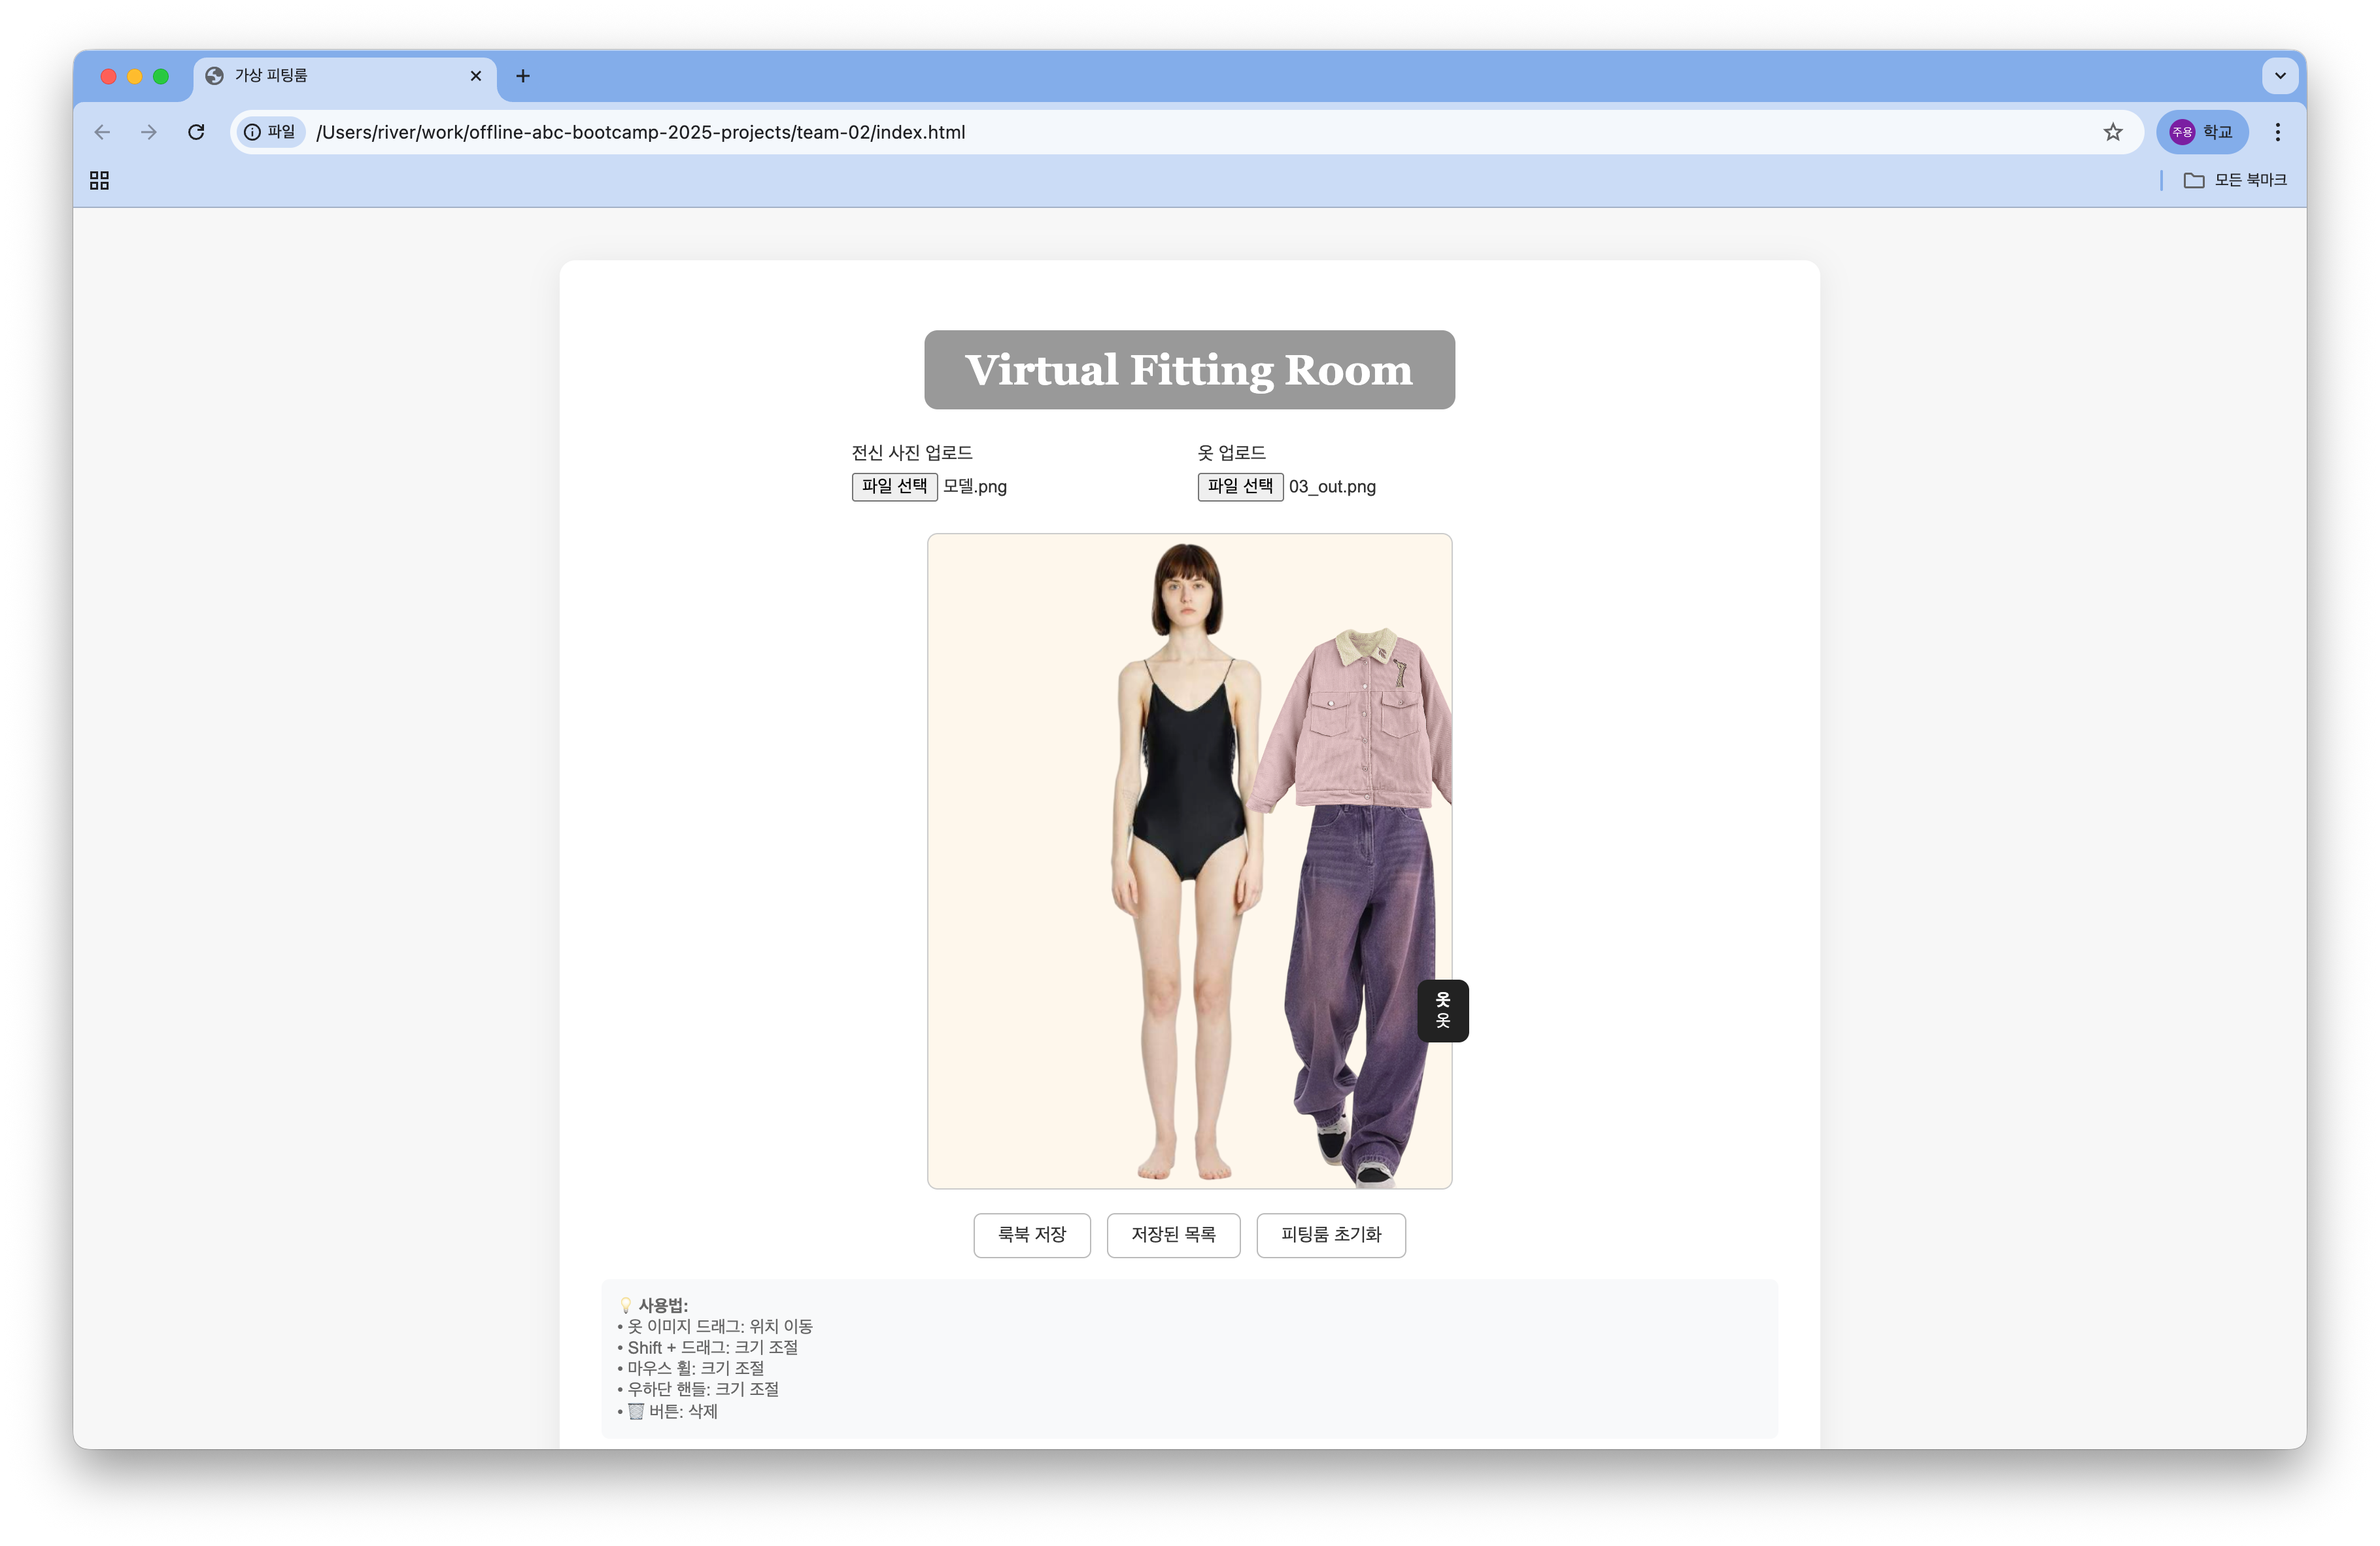 가상 피팅룸
파일 /Users/river/work/offline-abc-bootcamp-2025-projects/team-02/index.html 주용 학교
모든 북마크
Virtual Fitting Room
전신 사진 업로드
파일 선택 모델.png
옷 업로드
파일 선택 03_out.png
옷
옷
룩북 저장 저장된 목록 피팅룸 초기화
💡 사용법:
• 옷 이미지 드래그: 위치 이동
• Shift + 드래그: 크기 조절
• 마우스 휠: 크기 조절
• 우하단 핸들: 크기 조절
• 🗑️ 버튼: 삭제